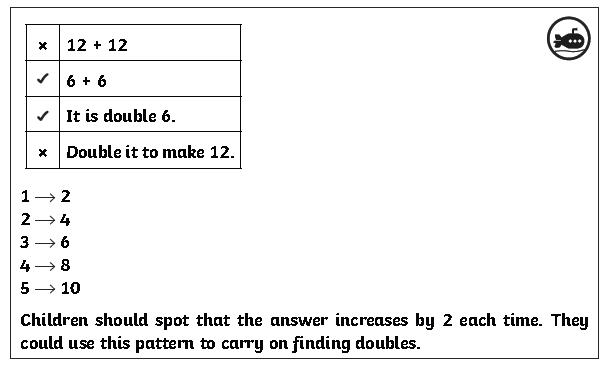 × 12 + 12
✓ 6 + 6
✓ It is double 6.
× Double it to make 12.
1 → 2
2 → 4
3 → 6
4 → 8
5 → 10
Children should spot that the answer increases by 2 each time. They
could use this pattern to carry on finding doubles.